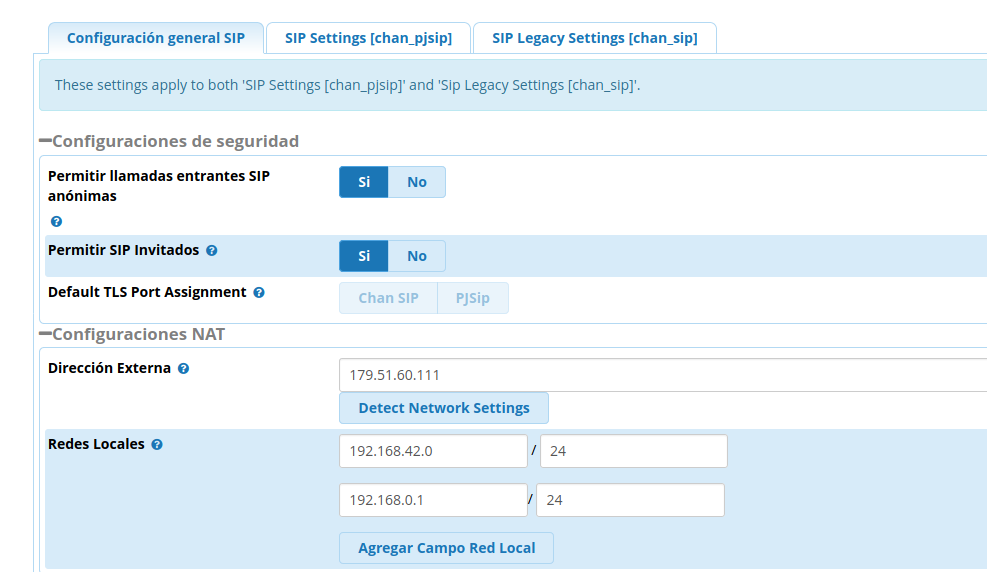 Configuración general SIP
SIP Settings [chan_pjsip]
SIP Legacy Settings [chan_sip]
These settings apply to both 'SIP Settings [chan_pjsip]' and 'Sip Legacy Settings [chan_sip]'.
Configuraciones de seguridad
Permitir llamadas entrantes SIP
anónimas
Si No
?
Permitir SIP Invitados ?
Si No
Default TLS Port Assignment ?
Chan SIP PJSip
Configuraciones NAT
Dirección Externa ?
179.51.60.111
Detect Network Settings
Redes Locales ?
192.168.42.0 / 24
192.168.0.1 / 24
Agregar Campo Red Local